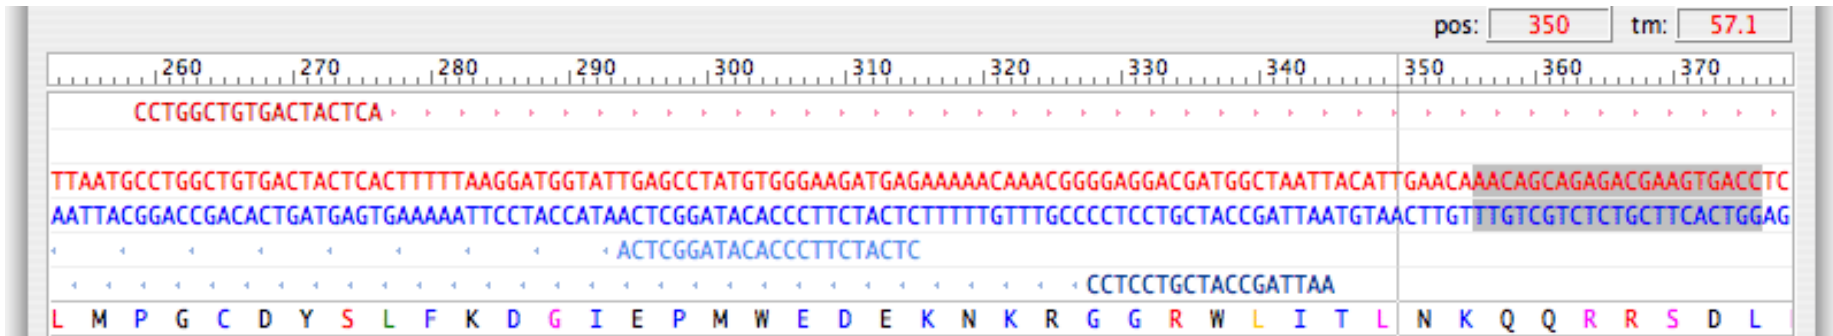 pos: 350 tm: 57.1
260 270 280 290 300 310 320 330 340 350 360 370
CCTGGCTGTGACTACTCA
TTAATGCCTGGCTGTGACTACTCACTTTTTAAGGATGGTATTGAGCCTATGTGGGAAGATGAGAAAAACAAACGGGGAGGACGATGGCTAATTACATTGAACAAACAGCAGAGACGAAGTGACCTC
AATTACGGACCGACACTGATGAGTGAAAAATTCCTACCATAACTCGGATACACCCTTCTACTCTTTTTGTTTGCCCCTCCTGCTACCGATTAATGTAACTTGTTTGTCGTCTCTGCTTCACTGGAG
ACTCGGATACACCCTTCTACTC
CCTCCTGCTACCGATTAA
L M P G C D Y S L F K D G I E P M W E D E K N K R G G R W L I T L N K Q Q R R S D L